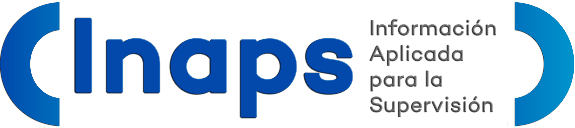 Inaps
Información
Aplicada
para la
Supervisión